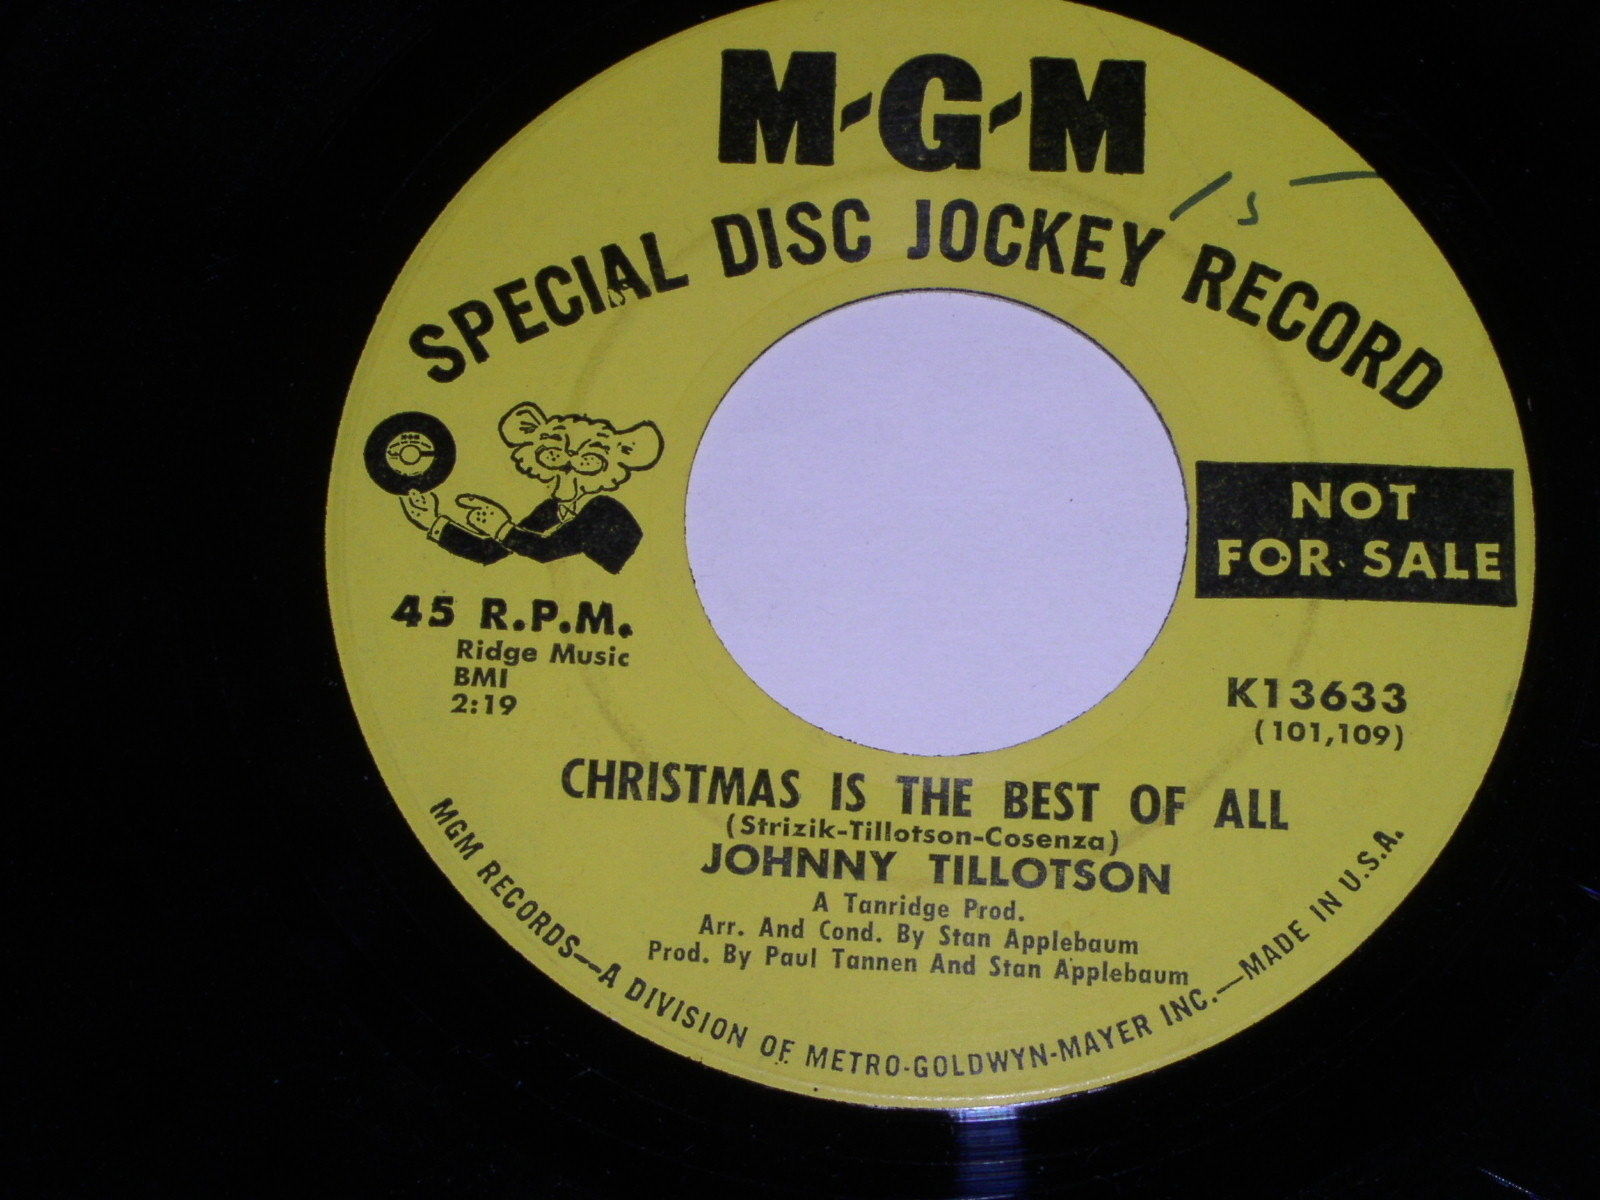 M-G-M
15-
SPECIAL DISC JOCKEY RECORD
NOT
FOR SALE
45 R.P.M.
Ridge Music
BMI
2:19
K13633
(101,109)
CHRISTMAS IS THE BEST OF ALL
(Strizik-Tillotson-Cosenza)
JOHNNY TILLOTSON
A Tanridge Prod.
Arr. And Cond. By Stan Applebaum
Prod. By Paul Tannen And Stan Applebaum
MGM RECORDS—A DIVISION OF METRO-GOLDWYN-MAYER INC.—MADE IN U.S.A.